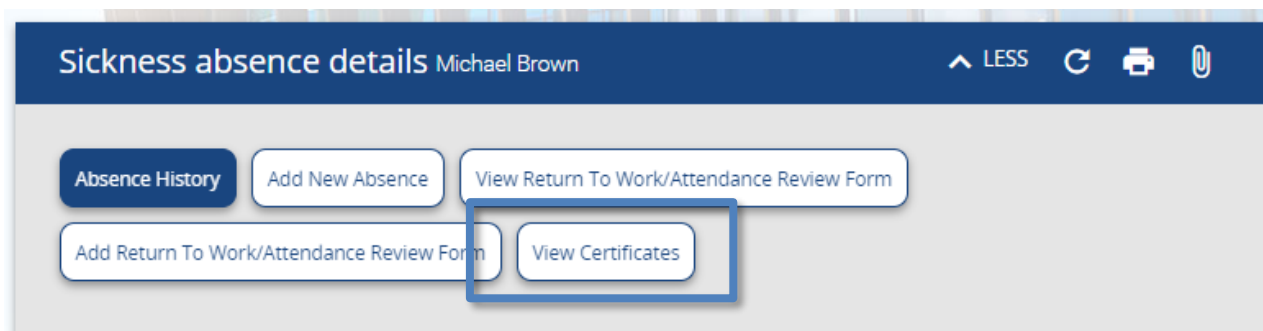 Sickness absence details Michael Brown LESS
Absence History Add New Absence View Return To Work/Attendance Review Form
Add Return To Work/Attendance Review Form View Certificates